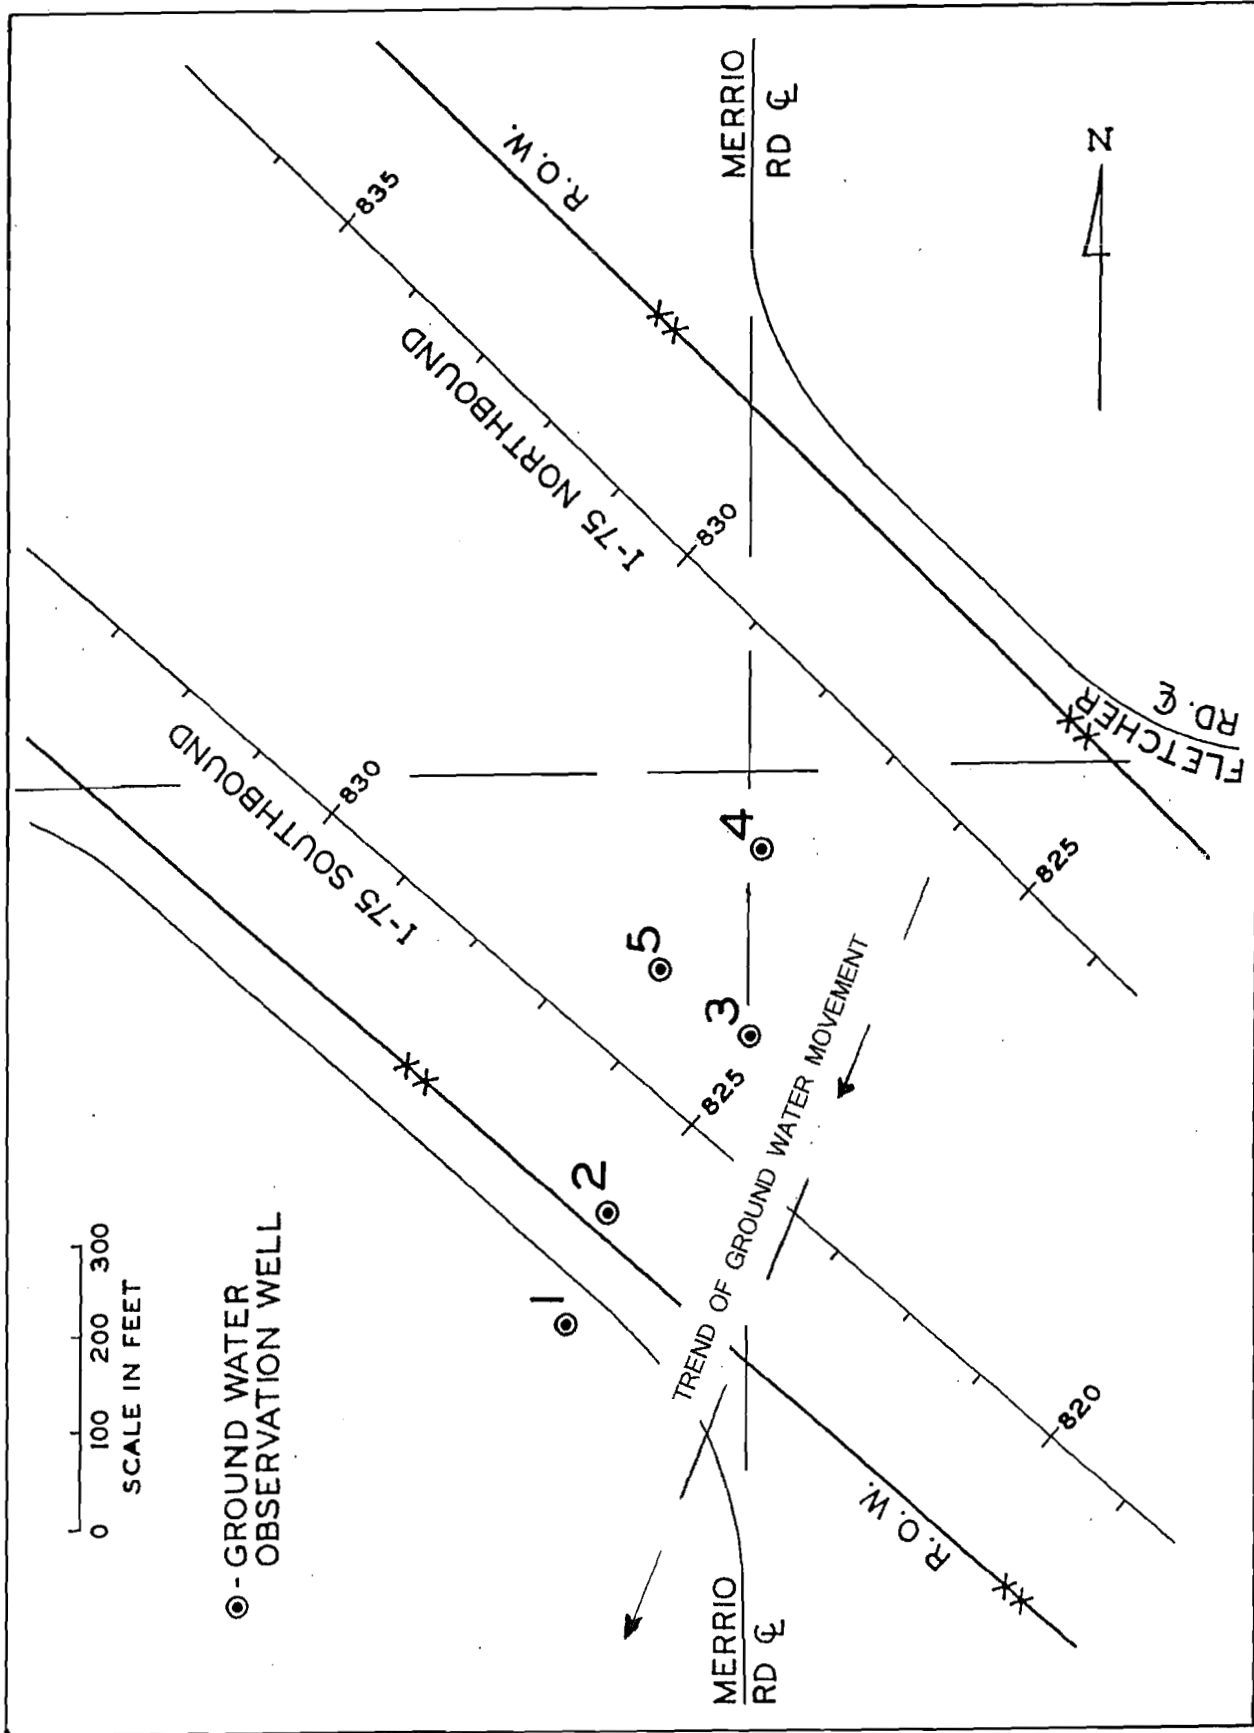 0 100 200 300
SCALE IN FEET
⊙-GROUND WATER
OBSERVATION WELL
I-75 SOUTHBOUND
830
825
820
I-75 NORTHBOUND
835
830
825
R.O.W.
R.O.W.
MERRIO
RD ℄
MERRIO
RD ℄
FLETCHER
RD. ℄
1
2
3
4
5
TREND OF GROUND WATER MOVEMENT
N